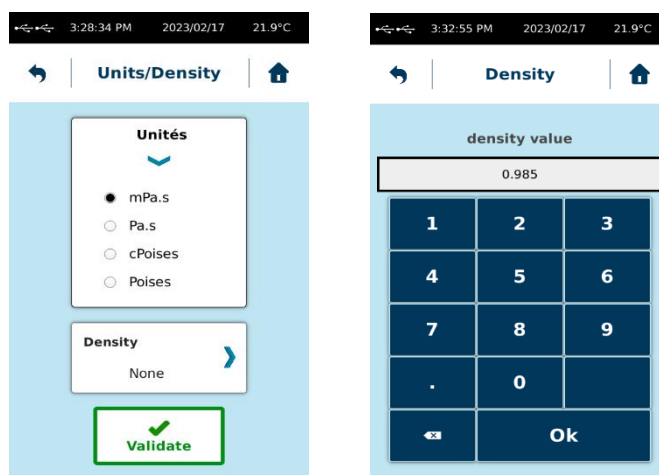 3:28:34 PM 2023/02/17 21.9°C
Units/Density
Unités
mPa.s
Pa.s
cPoises
Poises
Density
None
Validate
3:32:55 PM 2023/02/17 21.9°C
Density
density value
0.985
1 2 3
4 5 6
7 8 9
. 0
Ok